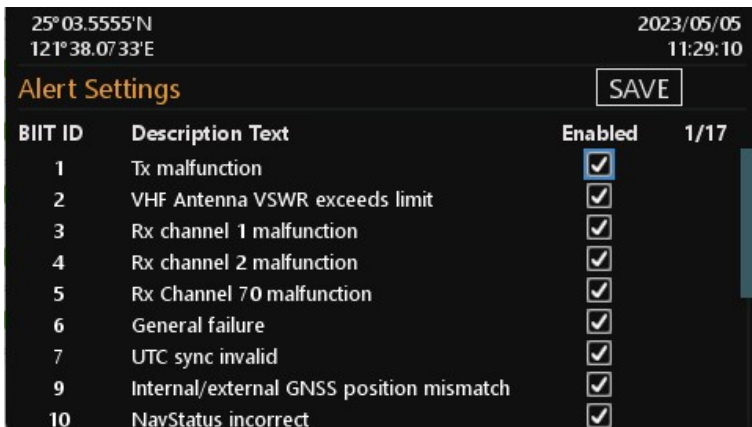 25°03.5555'N 2023/05/05
121°38.0733'E 11:29:10
Alert Settings SAVE
BIIT ID Description Text Enabled 1/17
1 Tx malfunction
2 VHF Antenna VSWR exceeds limit
3 Rx channel 1 malfunction
4 Rx channel 2 malfunction
5 Rx Channel 70 malfunction
6 General failure
7 UTC sync invalid
9 Internal/external GNSS position mismatch
10 NavStatus incorrect